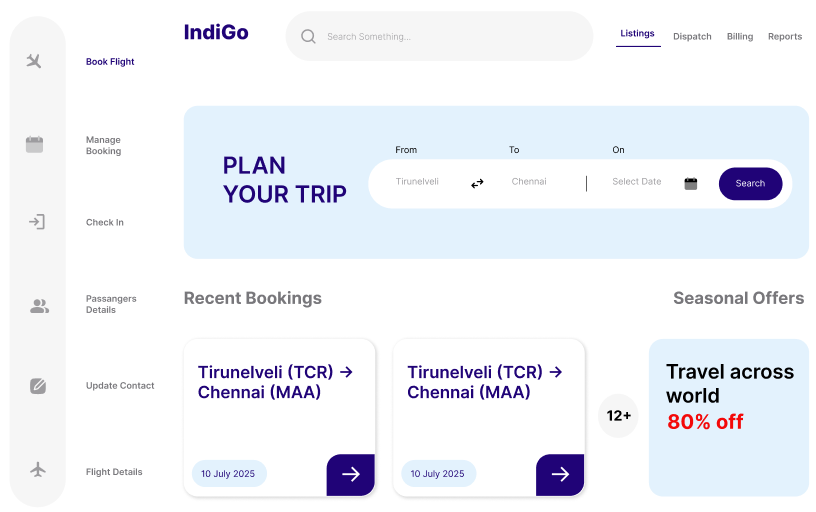 IndiGo
Search Something...
Listings
Dispatch
Billing
Reports
Book Flight
Manage
Booking
Check In
Passangers
Details
Update Contact
Flight Details
PLAN
YOUR TRIP
From
To
On
Tirunelveli
Chennai
Select Date
Search
Recent Bookings
Seasonal Offers
Tirunelveli (TCR) →
Chennai (MAA)
10 July 2025
Tirunelveli (TCR) →
Chennai (MAA)
10 July 2025
12+
Travel across
world
80% off